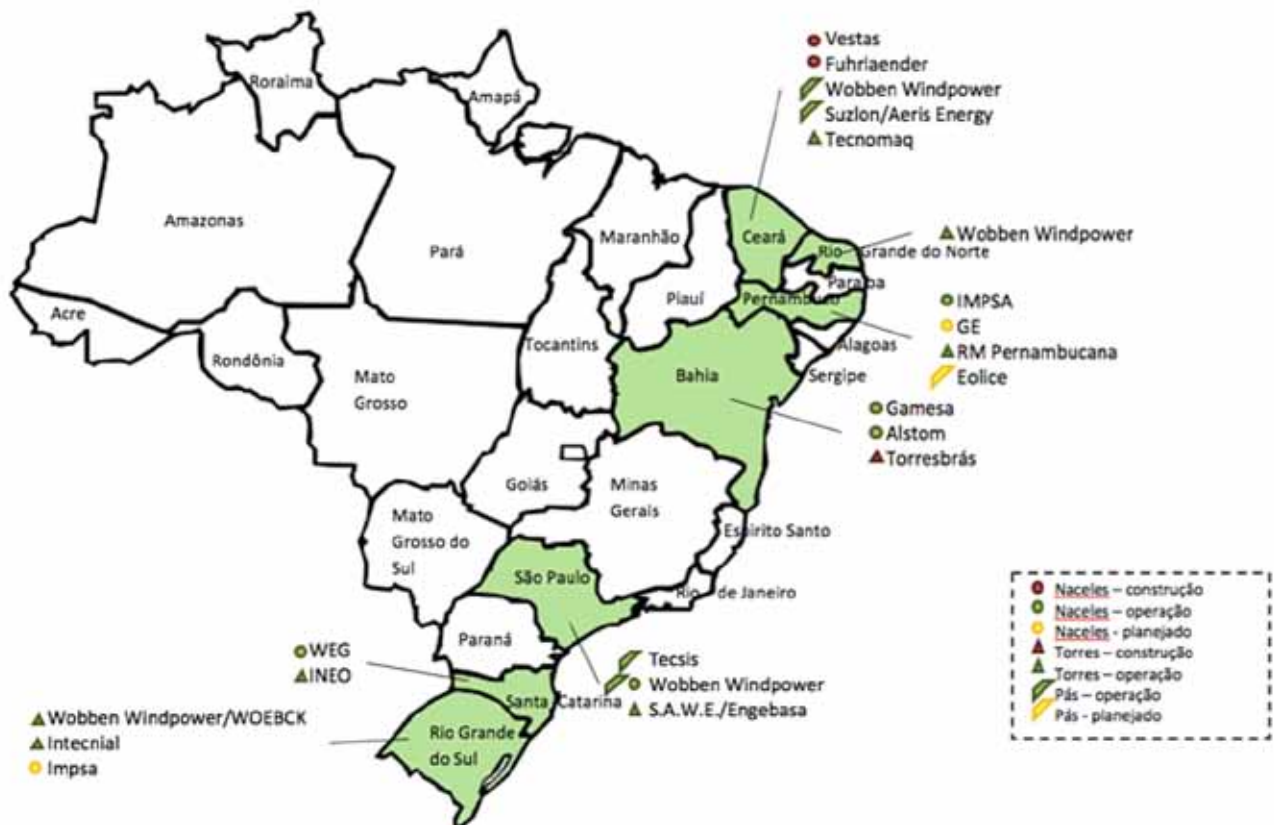 Vestas
Fuhrlaender
Wobben Windpower
Suzlon/Aeris Energy
Tecnomaq
Roraima
Amapá
Amazonas
Pará
Maranhão
Ceará
Rio Grande do Norte
Wobben Windpower
Paraíba
Piauí
Pernambuco
Acre
Rondônia
Tocantins
Alagoas
Sergipe
IMPSA
GE
RM Pernambucana
Eolice
Mato
Grosso
Bahia
Gamesa
Alstom
Torresbrás
Goiás
Minas
Gerais
Mato
Grosso do
Sul
Espirito Santo
São Paulo
Rio de Janeiro
Paraná
WEG
INEO
Tecsis
Wobben Windpower
S.A.W.E./Engebasa
Santa Catarina
Wobben Windpower/WOEBCK
Intecnial
Impsa
Rio Grande
do Sul
Naceles – construção
Naceles – operação
Naceles - planejado
Torres – construção
Torres – operação
Pás – operação
Pás - planejado